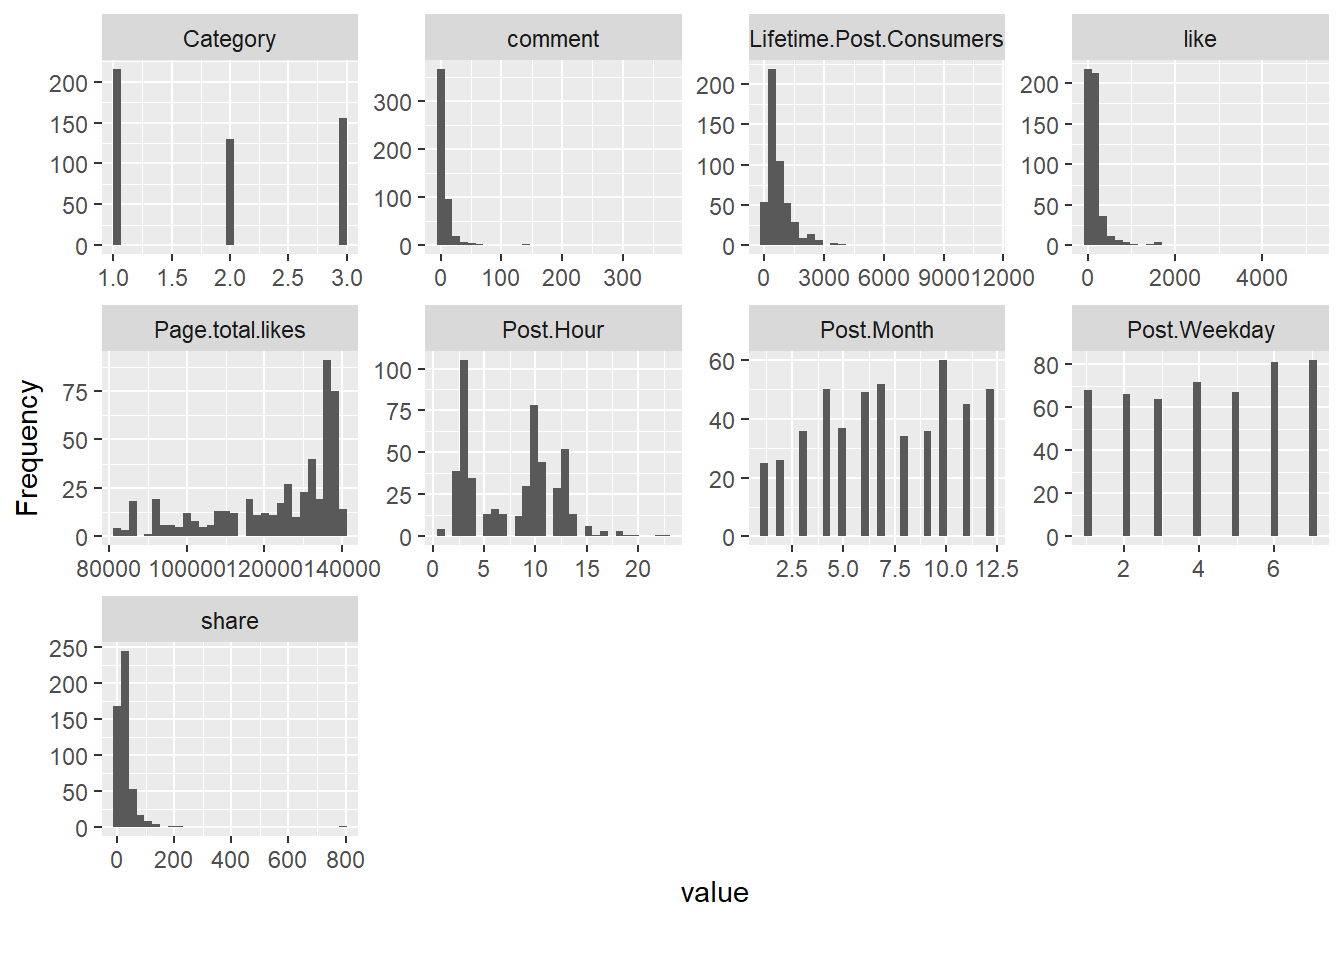 Category
comment
Lifetime.Post.Consumers
like
200
150
100
50
0
1.0 1.5 2.0 2.5 3.0
300
200
100
0
0 100 200 300
200
150
100
50
0
0 3000 6000 9000 12000
200
150
100
50
0
0 2000 4000
Page.total.likes
Post.Hour
Post.Month
Post.Weekday
75
50
25
0
80000 100000 120000 140000
100
75
50
25
0
0 5 10 15 20
60
40
20
0
2.5 5.0 7.5 10.0 12.5
80
60
40
20
0
2 4 6
share
250
200
150
100
50
0
0 200 400 600 800
Frequency
value